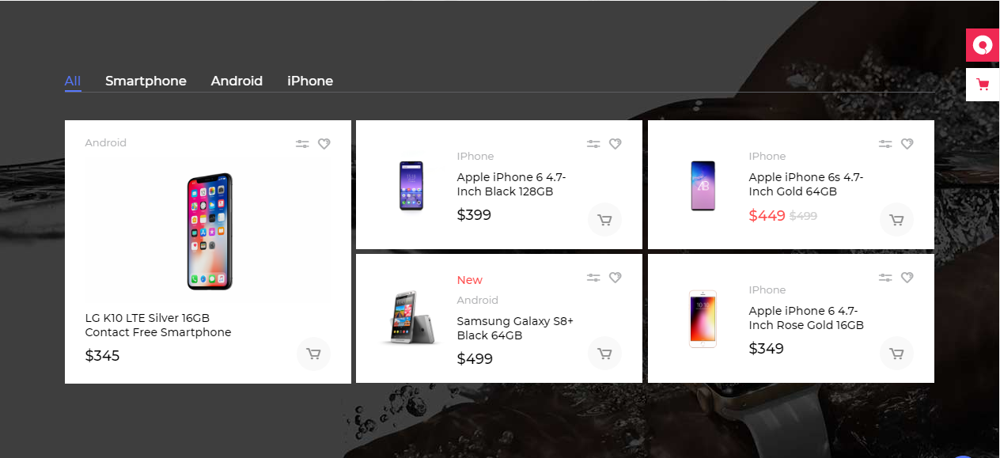 All Smartphone Android iPhone
Android
LG K10 LTE Silver 16GB
Contact Free Smartphone
$345
IPhone
Apple iPhone 6 4.7-
Inch Black 128GB
$399
IPhone
Apple iPhone 6s 4.7-
Inch Gold 64GB
$449 $499
New
Android
Samsung Galaxy S8+
Black 64GB
$499
IPhone
Apple iPhone 6 4.7-
Inch Rose Gold 16GB
$349